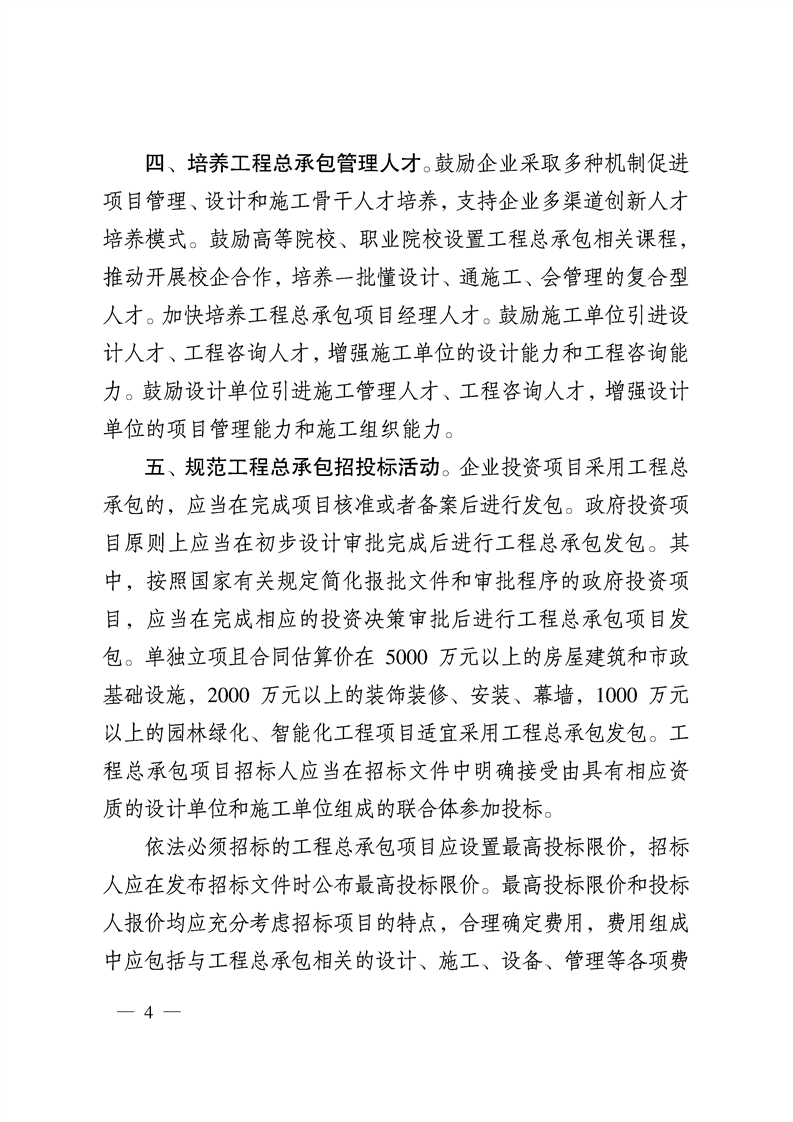 四、培养工程总承包管理人才。鼓励企业采取多种机制促进
项目管理、设计和施工骨干人才培养，支持企业多渠道创新人才
培养模式。鼓励高等院校、职业院校设置工程总承包相关课程，
推动开展校企合作，培养一批懂设计、通施工、会管理的复合型
人才。加快培养工程总承包项目经理人才。鼓励施工单位引进设
计人才、工程咨询人才，增强施工单位的设计能力和工程咨询能
力。鼓励设计单位引进施工管理人才、工程咨询人才，增强设计
单位的项目管理能力和施工组织能力。
五、规范工程总承包招投标活动。企业投资项目采用工程总
承包的，应当在完成项目核准或者备案后进行发包。政府投资项
目原则上应当在初步设计审批完成后进行工程总承包发包。其
中，按照国家有关规定简化报批文件和审批程序的政府投资项
目，应当在完成相应的投资决策审批后进行工程总承包项目发
包。单独立项且合同估算价在 5000 万元以上的房屋建筑和市政
基础设施，2000 万元以上的装饰装修、安装、幕墙，1000 万元
以上的园林绿化、智能化工程项目适宜采用工程总承包发包。工
程总承包项目招标人应当在招标文件中明确接受由具有相应资
质的设计单位和施工单位组成的联合体参加投标。
依法必须招标的工程总承包项目应设置最高投标限价，招标
人应在发布招标文件时公布最高投标限价。最高投标限价和投标
人报价均应充分考虑招标项目的特点，合理确定费用，费用组成
中应包括与工程总承包相关的设计、施工、设备、管理等各项费
— 4 —